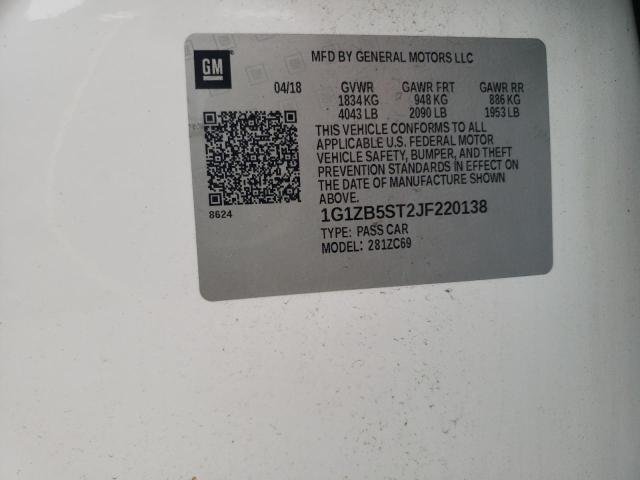 GM
MFD BY GENERAL MOTORS LLC
04/18 GVWR GAWR FRT GAWR RR
1834 KG 948 KG 886 KG
4043 LB 2090 LB 1953 LB
THIS VEHICLE CONFORMS TO ALL
APPLICABLE U.S. FEDERAL MOTOR
VEHICLE SAFETY, BUMPER, AND THEFT
PREVENTION STANDARDS IN EFFECT ON
THE DATE OF MANUFACTURE SHOWN
ABOVE.
8624
1G1ZB5ST2JF220138
TYPE: PASS CAR
MODEL: 281ZC69